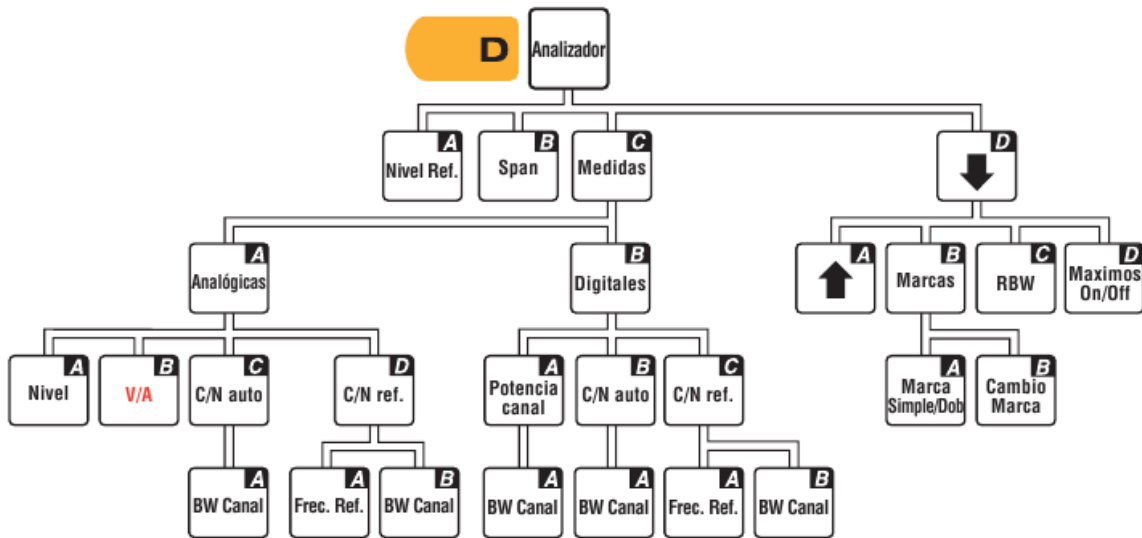 D
Analizador
A
Nivel Ref.
B
Span
C
Medidas
D
A
Analógicas
B
Digitales
A
B
Marcas
C
RBW
D
Maximos
On/Off
A
Nivel
B
V/A
C
C/N auto
D
C/N ref.
A
Potencia
canal
B
C/N auto
C
C/N ref.
A
Marca
Simple/Dob
B
Cambio
Marca
A
BW Canal
A
Frec. Ref.
B
BW Canal
A
BW Canal
A
BW Canal
A
Frec. Ref.
B
BW Canal